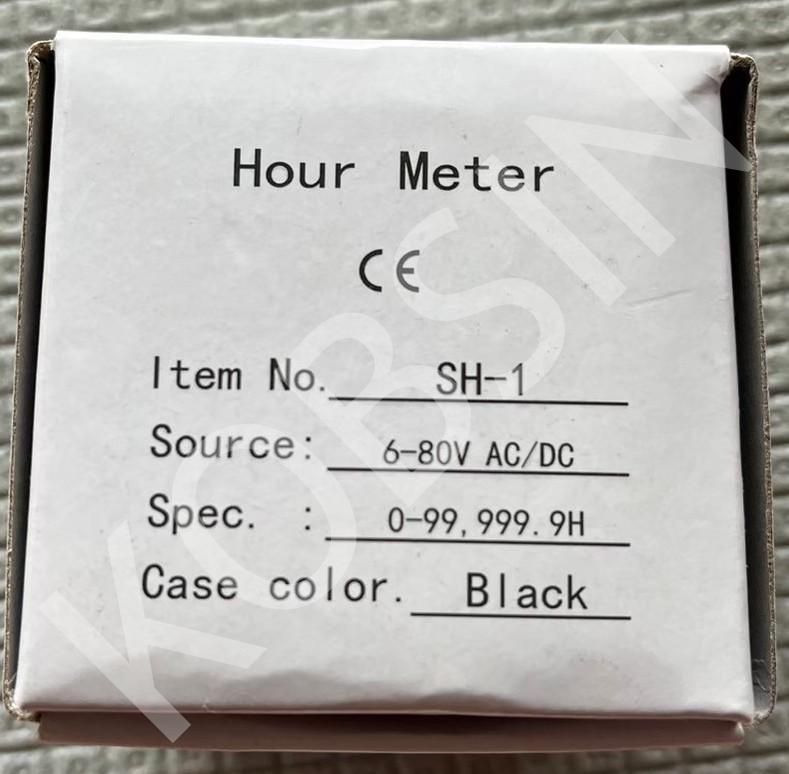 Hour Meter
CE
Item No. SH-1
Source: 6-80V AC/DC
Spec. : 0-99,999.9H
Case color. Black
KOBSIN